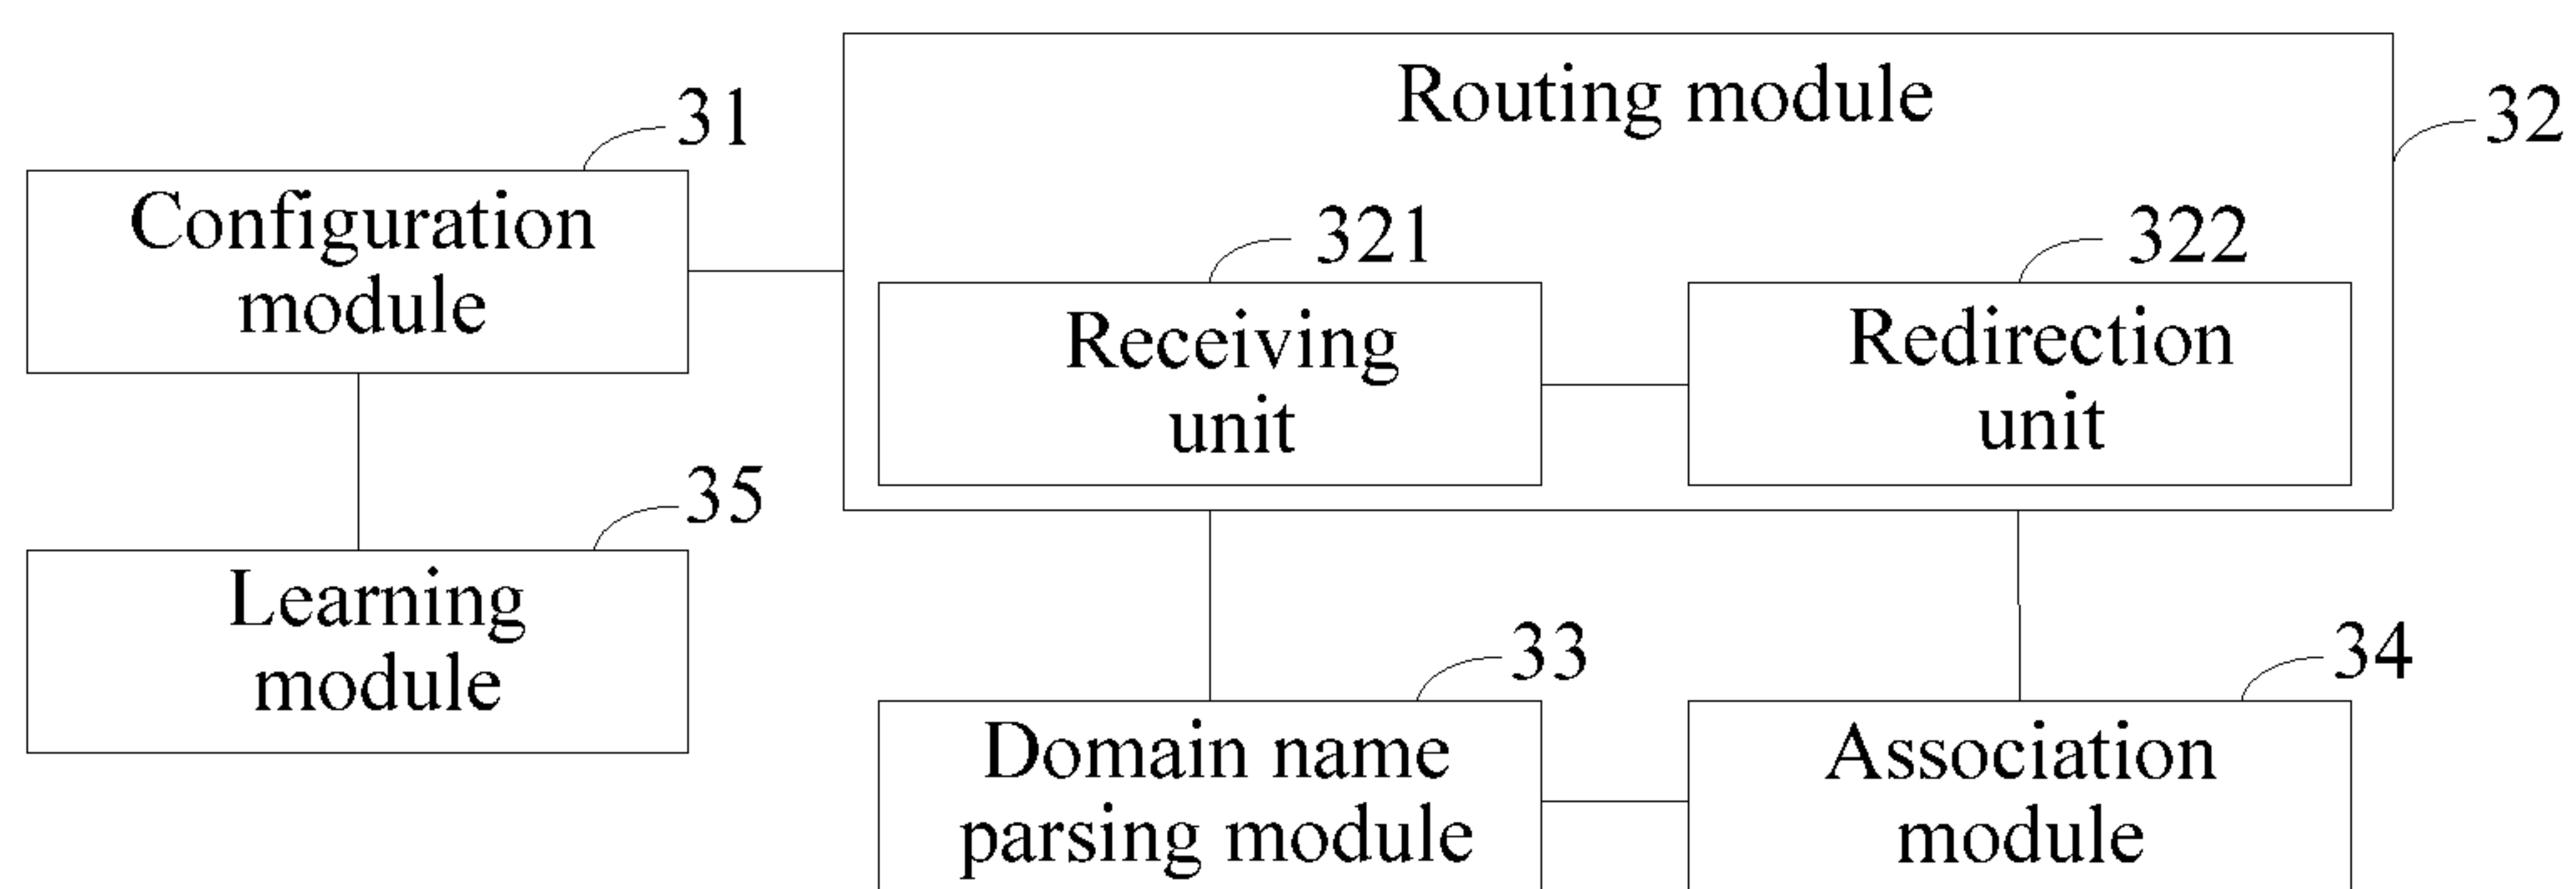 Routing module
31
32
Configuration
module
321
322
Receiving
unit
Redirection
unit
35
Learning
module
33
34
Domain name
parsing module
Association
module